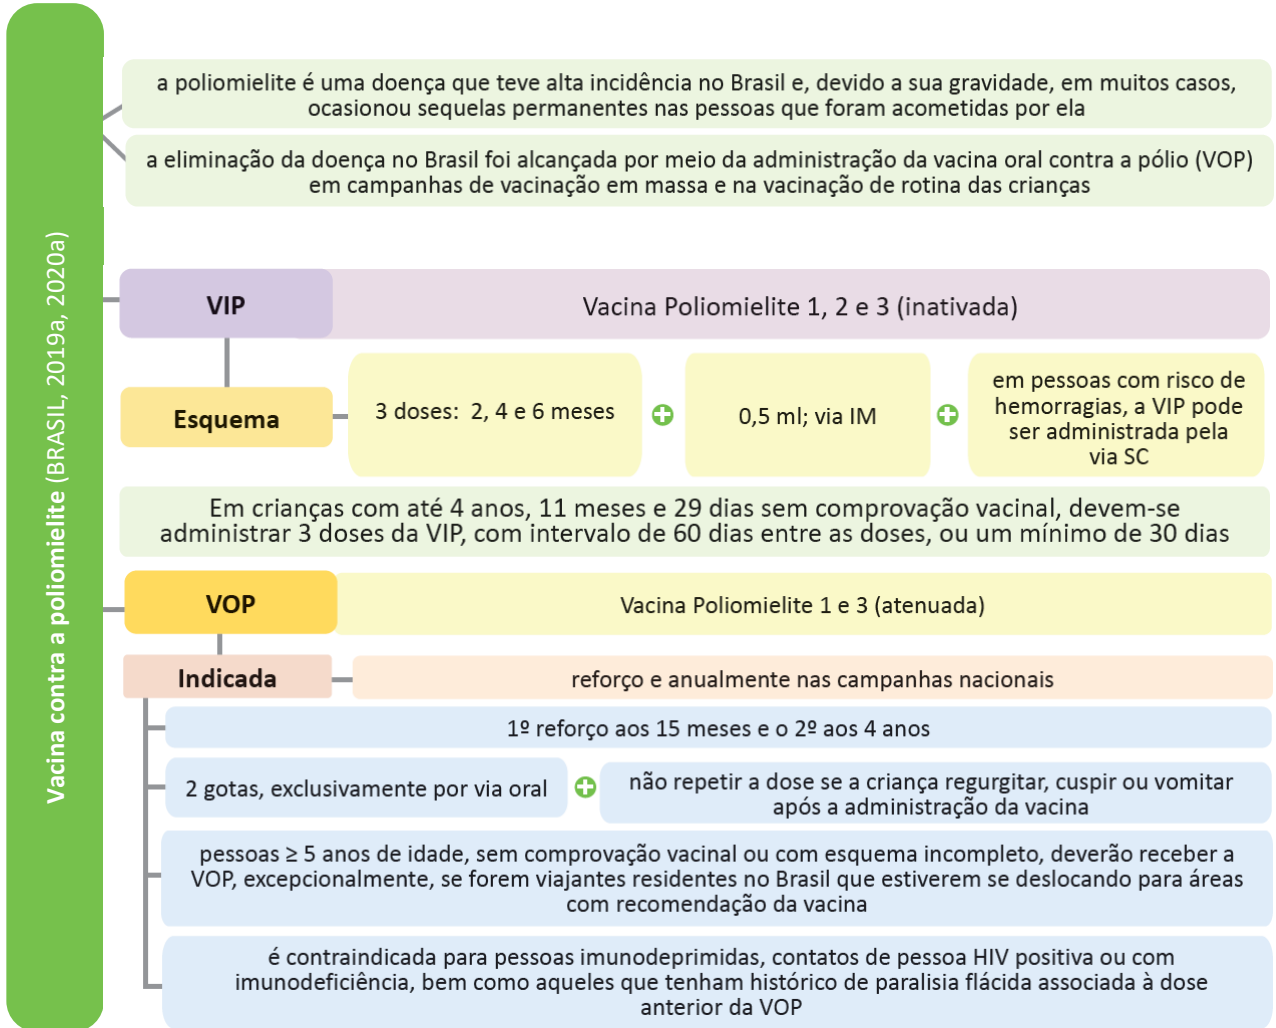 Vacina contra a poliomielite (BRASIL, 2019a, 2020a)
a poliomielite é uma doença que teve alta incidência no Brasil e, devido a sua gravidade, em muitos casos,
ocasionou sequelas permanentes nas pessoas que foram acometidas por ela
a eliminação da doença no Brasil foi alcançada por meio da administração da vacina oral contra a pólio (VOP)
em campanhas de vacinação em massa e na vacinação de rotina das crianças
VIP
Vacina Poliomielite 1, 2 e 3 (inativada)
Esquema
3 doses: 2, 4 e 6 meses
0,5 ml; via IM
em pessoas com risco de
hemorragias, a VIP pode
ser administrada pela
via SC
Em crianças com até 4 anos, 11 meses e 29 dias sem comprovação vacinal, devem-se
administrar 3 doses da VIP, com intervalo de 60 dias entre as doses, ou um mínimo de 30 dias
VOP
Vacina Poliomielite 1 e 3 (atenuada)
Indicada
reforço e anualmente nas campanhas nacionais
1º reforço aos 15 meses e o 2º aos 4 anos
2 gotas, exclusivamente por via oral
não repetir a dose se a criança regurgitar, cuspir ou vomitar
após a administração da vacina
pessoas ≥ 5 anos de idade, sem comprovação vacinal ou com esquema incompleto, deverão receber a
VOP, excepcionalmente, se forem viajantes residentes no Brasil que estiverem se deslocando para áreas
com recomendação da vacina
é contraindicada para pessoas imunodeprimidas, contatos de pessoa HIV positiva ou com
imunodeficiência, bem como aqueles que tenham histórico de paralisia flácida associada à dose
anterior da VOP